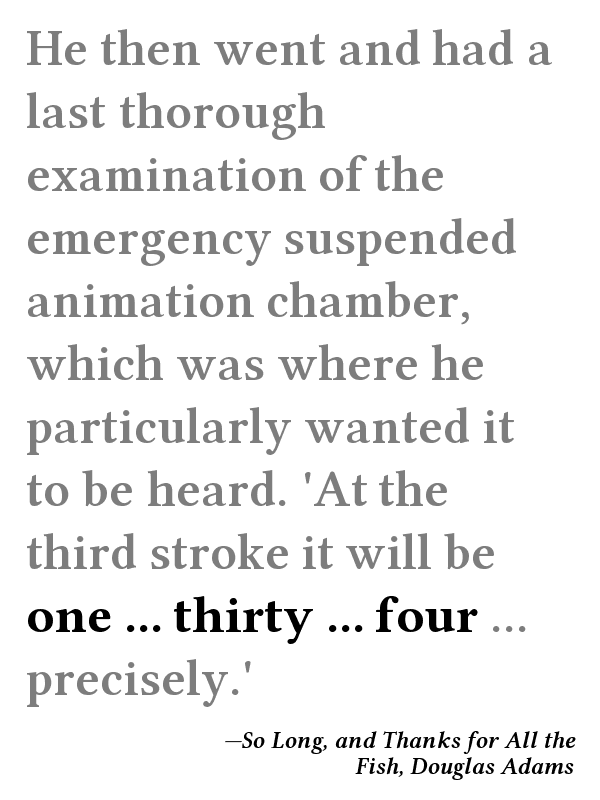 He then went and had a
last thorough
examination of the
emergency suspended
animation chamber,
which was where he
particularly wanted it
to be heard. 'At the
third stroke it will be
one ... thirty ... four ...
precisely.'
—So Long, and Thanks for All the
Fish, Douglas Adams